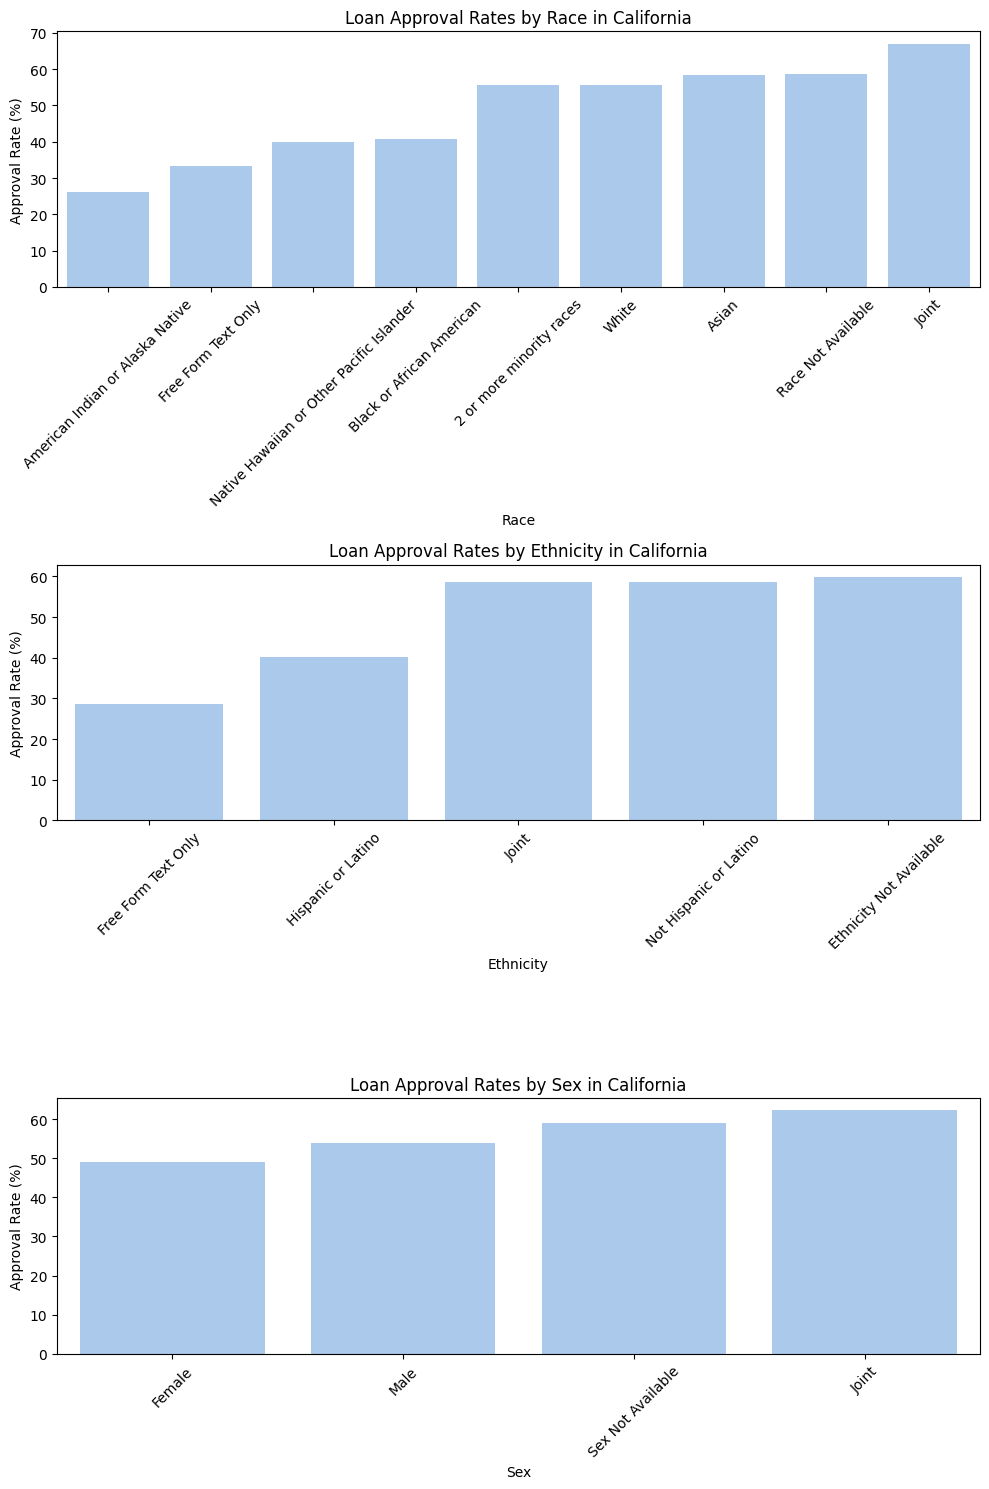 Loan Approval Rates by Race in California
Approval Rate (%)
70
60
50
40
30
20
10
0
American Indian or Alaska Native
Free Form Text Only
Native Hawaiian or Other Pacific Islander
Black or African American
2 or more minority races
White
Asian
Race Not Available
Joint
Race
Loan Approval Rates by Ethnicity in California
Approval Rate (%)
60
50
40
30
20
10
0
Free Form Text Only
Hispanic or Latino
Joint
Not Hispanic or Latino
Ethnicity Not Available
Ethnicity
Loan Approval Rates by Sex in California
Approval Rate (%)
60
50
40
30
20
10
0
Female
Male
Sex Not Available
Joint
Sex